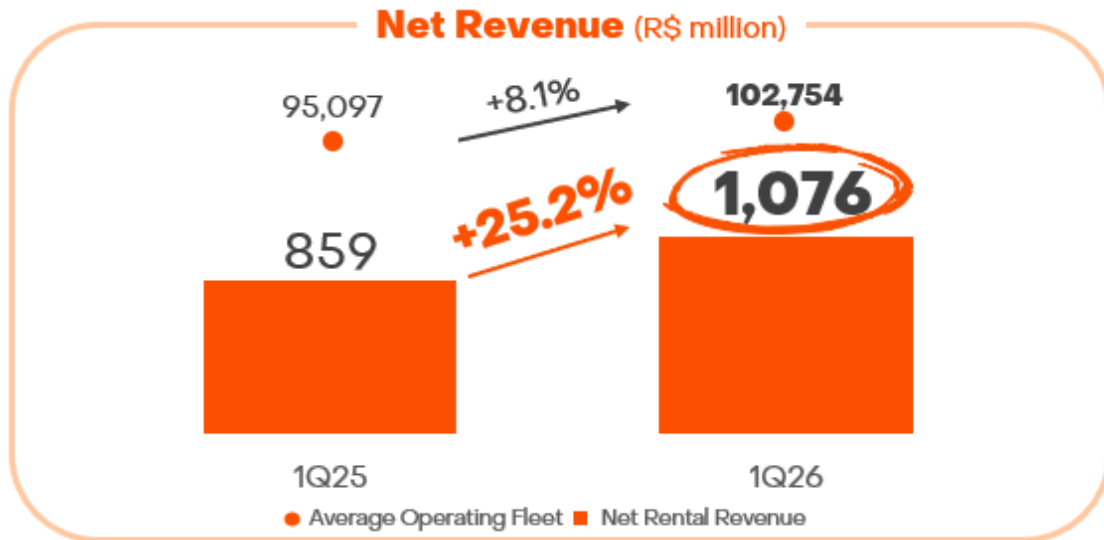 Net Revenue (R$ million)
95,097
+8.1%
102,754
859
+25.2%
1,076
1Q25
1Q26
Average Operating Fleet
Net Rental Revenue